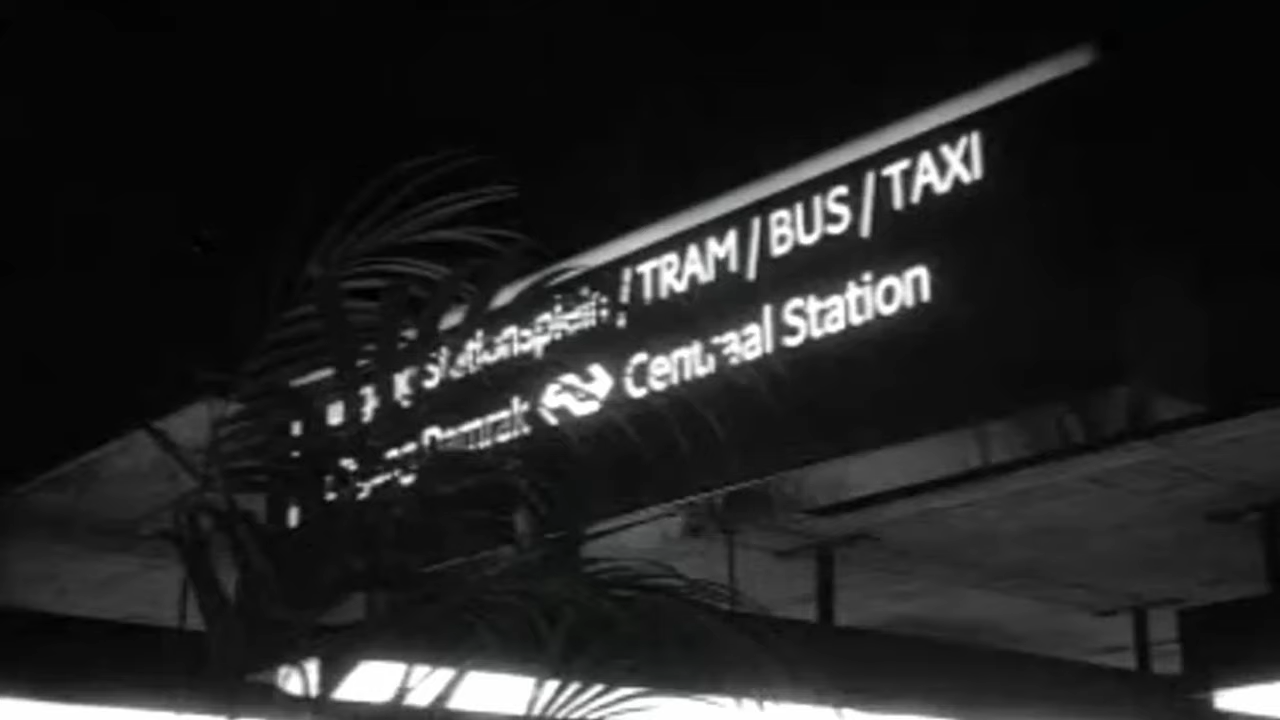 Stationsplein / TRAM / BUS / TAXI
Damrak Centraal Station